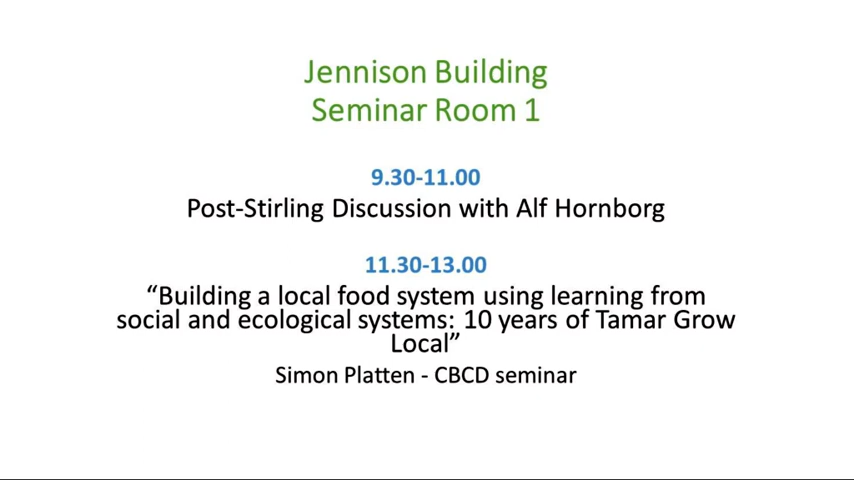 Jennison Building
Seminar Room 1
9.30-11.00
Post-Stirling Discussion with Alf Hornborg
11.30-13.00
“Building a local food system using learning from
social and ecological systems: 10 years of Tamar Grow
Local”
Simon Platten - CBCD seminar